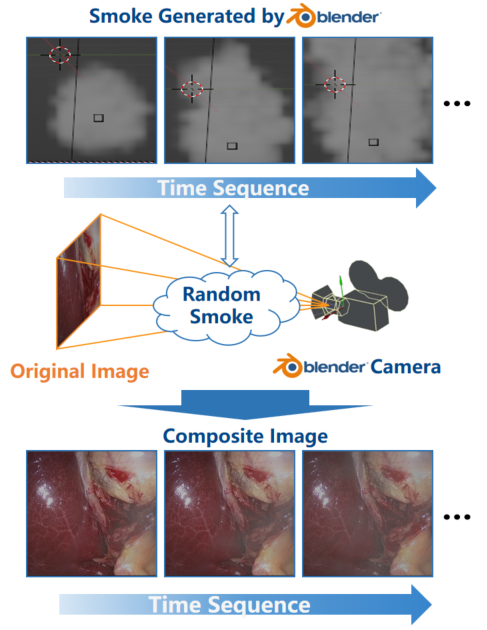 Smoke Generated by blender
Time Sequence
Random
Smoke
Original Image
blender Camera
Composite Image
Time Sequence